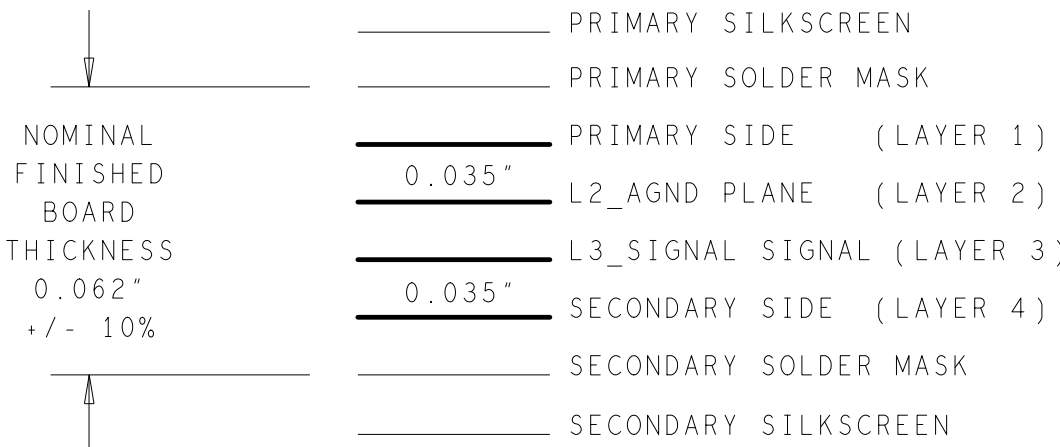 PRIMARY SILKSCREEN
PRIMARY SOLDER MASK
NOMINAL
FINISHED
BOARD
THICKNESS
0.062"
+/- 10%
PRIMARY SIDE (LAYER 1)
0.035"
L2_AGND PLANE (LAYER 2)
L3_SIGNAL SIGNAL (LAYER 3)
0.035"
SECONDARY SIDE (LAYER 4)
SECONDARY SOLDER MASK
SECONDARY SILKSCREEN